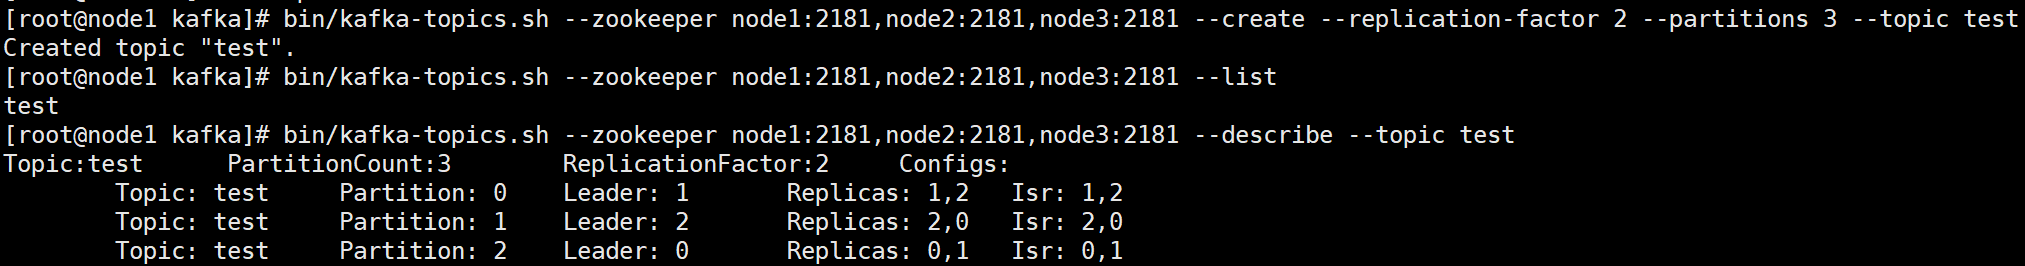 [root@node1 kafka]# bin/kafka-topics.sh --zookeeper node1:2181,node2:2181,node3:2181 --create --replication-factor 2 --partitions 3 --topic test
Created topic "test".
[root@node1 kafka]# bin/kafka-topics.sh --zookeeper node1:2181,node2:2181,node3:2181 --list
test
[root@node1 kafka]# bin/kafka-topics.sh --zookeeper node1:2181,node2:2181,node3:2181 --describe --topic test
Topic:test	PartitionCount:3	ReplicationFactor:2	Configs:
	Topic: test	Partition: 0	Leader: 1	Replicas: 1,2	Isr: 1,2
	Topic: test	Partition: 1	Leader: 2	Replicas: 2,0	Isr: 2,0
	Topic: test	Partition: 2	Leader: 0	Replicas: 0,1	Isr: 0,1